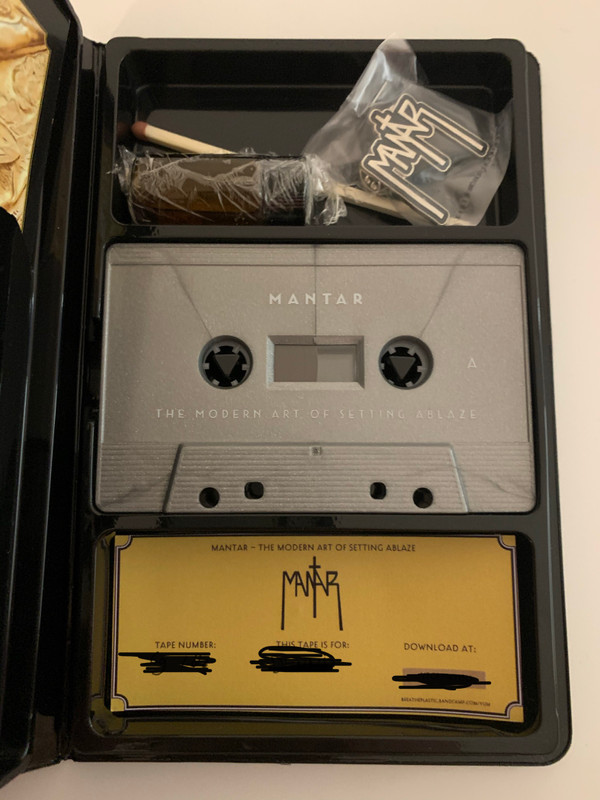 MANTAR
MANTAR
A
THE MODERN ART OF SETTING ABLAZE
MANTAR – THE MODERN ART OF SETTING ABLAZE
MANTAR
TAPE NUMBER:
THIS TAPE IS FOR:
DOWNLOAD AT: